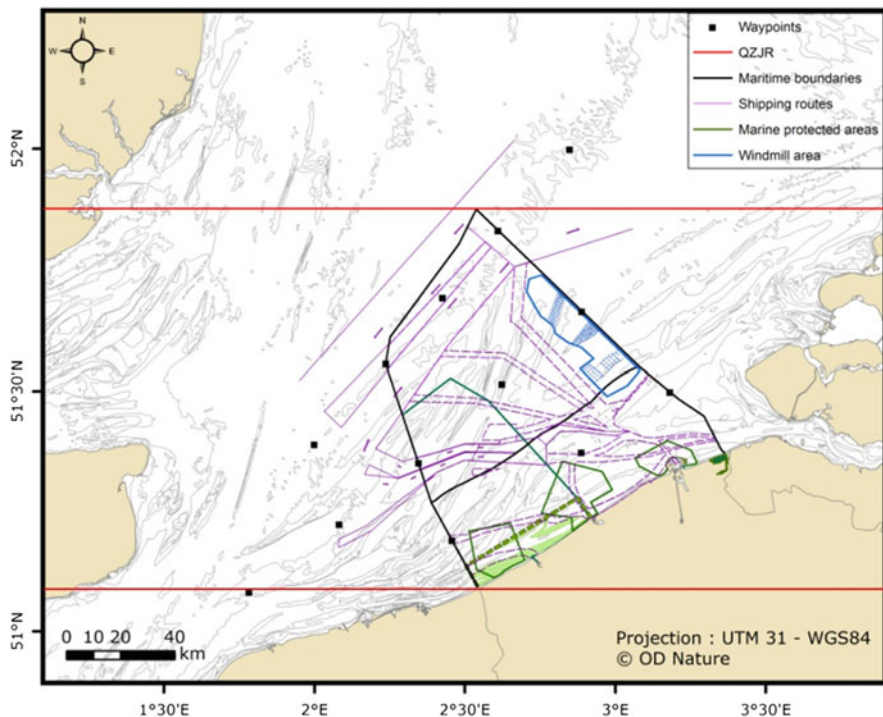 N
W E
S
Waypoints
QZJR
Maritime boundaries
Shipping routes
Marine protected areas
Windmill area
52°N
51°30'N
51°N
0 10 20 40
km
Projection : UTM 31 - WGS84
© OD Nature
1°30'E 2°E 2°30'E 3°E 3°30'E